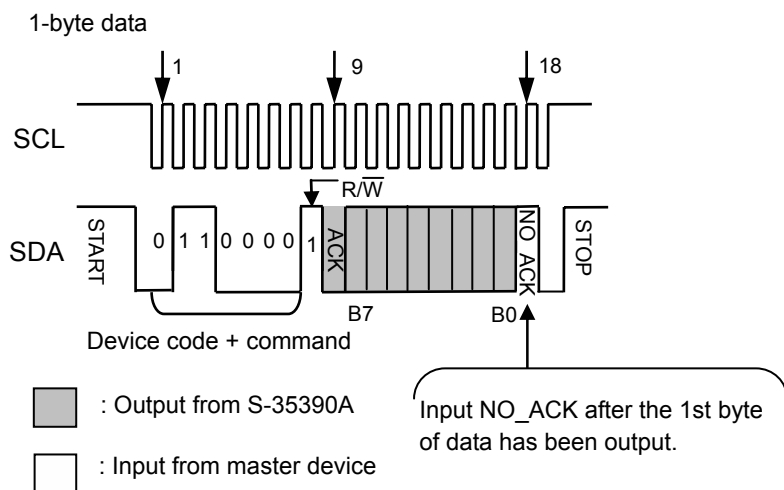 1-byte data
1
9
18
SCL
R/W̅
SDA
START
0 1 1 0 0 0 0 1
ACK
NO_ACK
STOP
B7
B0
Device code + command
: Output from S-35390A
: Input from master device
Input NO_ACK after the 1st byte
of data has been output.